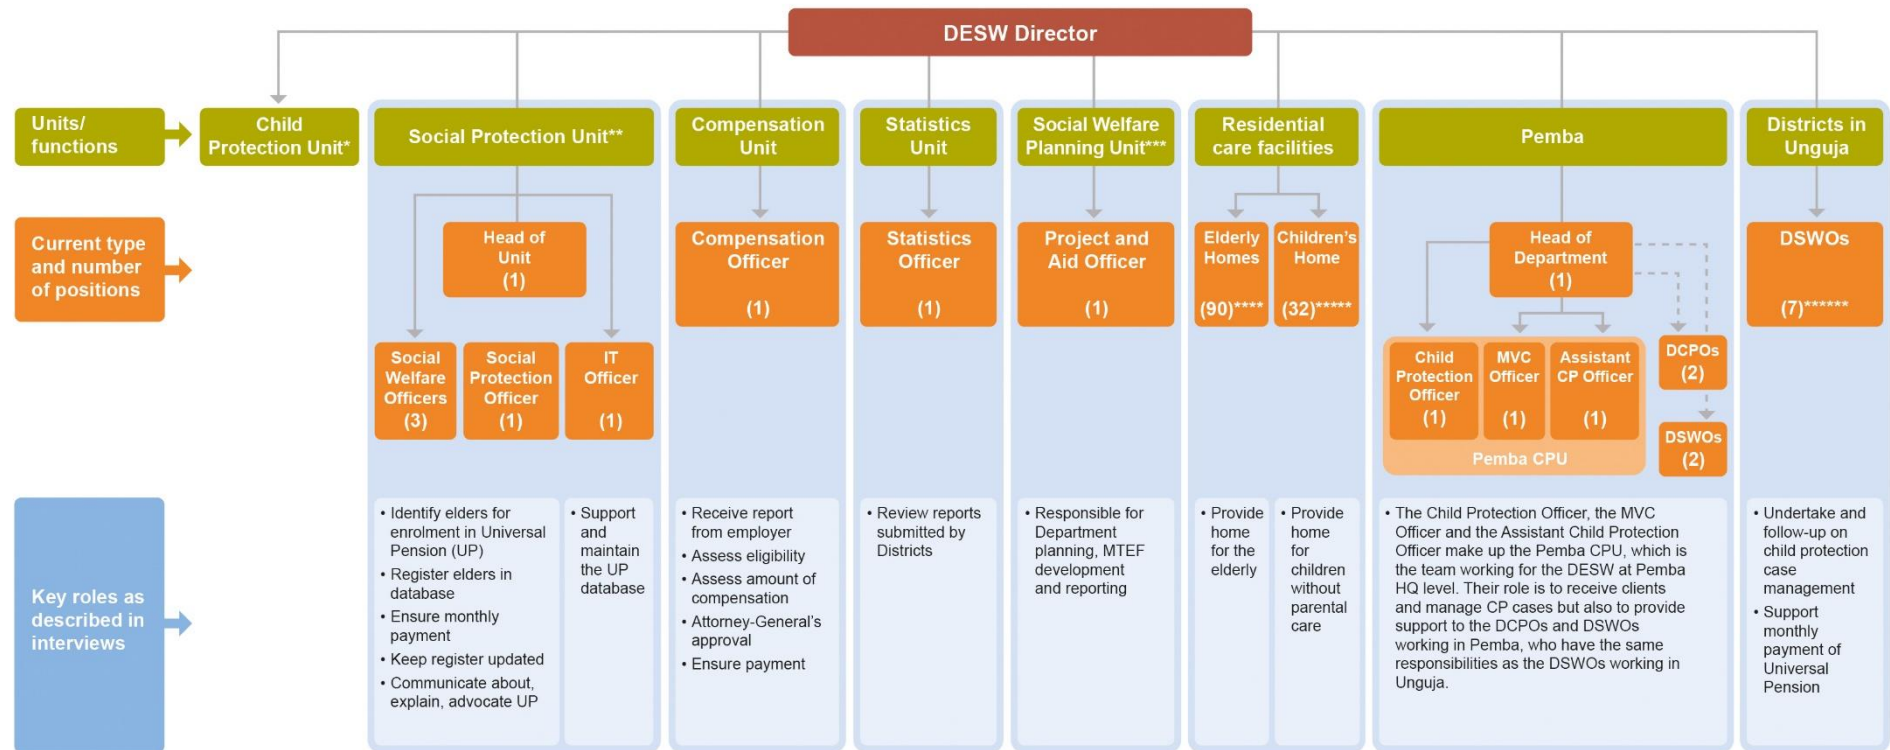 DESW Director
Units/
functions
Child
Protection Unit*
Social Protection Unit**
Compensation
Unit
Statistics
Unit
Social Welfare
Planning Unit***
Residential
care facilities
Pemba
Districts in
Unguja
Current type
and number
of positions
Head of
Unit
(1)
Social
Welfare
Officers
(3)
Social
Protection
Officer
(1)
IT
Officer
(1)
Compensation
Officer
(1)
Statistics
Officer
(1)
Project and
Aid Officer
(1)
Elderly
Homes
(90)****
Children's
Home
(32)*****
Head of
Department
(1)
Child
Protection
Officer
(1)
MVC
Officer
(1)
Assistant
CP Officer
(1)
Pemba CPU
DCPOs
(2)
DSWOs
(2)
DSWOs
(7)******
Key roles as
described in
interviews
• Identify elders for
enrolment in Universal
Pension (UP)
• Register elders in
database
• Ensure monthly
payment
• Keep register updated
• Communicate about,
explain, advocate UP
• Support
and
maintain
the UP
database
• Receive report
from employer
• Assess eligibility
• Assess amount of
compensation
• Attorney-General's
approval
• Ensure payment
• Review reports
submitted by
Districts
• Responsible for
Department
planning, MTEF
development
and reporting
• Provide
home
for the
elderly
• Provide
home
for
children
without
parental
care
• The Child Protection Officer, the MVC
Officer and the Assistant Child Protection
Officer make up the Pemba CPU, which is
the team working for the DESW at Pemba
HQ level. Their role is to receive clients
and manage CP cases but also to provide
support to the DCPOs and DSWOs
working in Pemba, who have the same
responsibilities as the DSWOs working in
Unguja.
• Undertake and
follow-up on
child protection
case
management
• Support
monthly
payment of
Universal
Pension